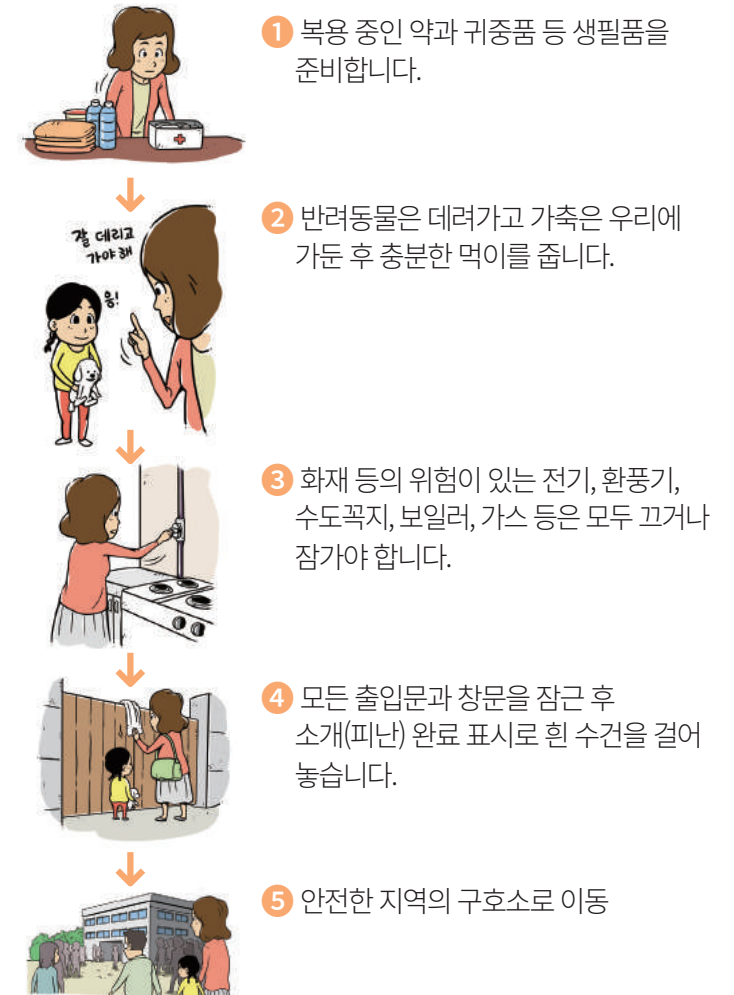 ① 복용 중인 약과 귀중품 등 생필품을
준비합니다.
② 반려동물은 데려가고 가축은 우리에
가둔 후 충분한 먹이를 줍니다.
잘 데리고
가야 해
응!
③ 화재 등의 위험이 있는 전기, 환풍기,
수도꼭지, 보일러, 가스 등은 모두 끄거나
잠가야 합니다.
④ 모든 출입문과 창문을 잠근 후
소개(피난) 완료 표시로 흰 수건을 걸어
놓습니다.
⑤ 안전한 지역의 구호소로 이동